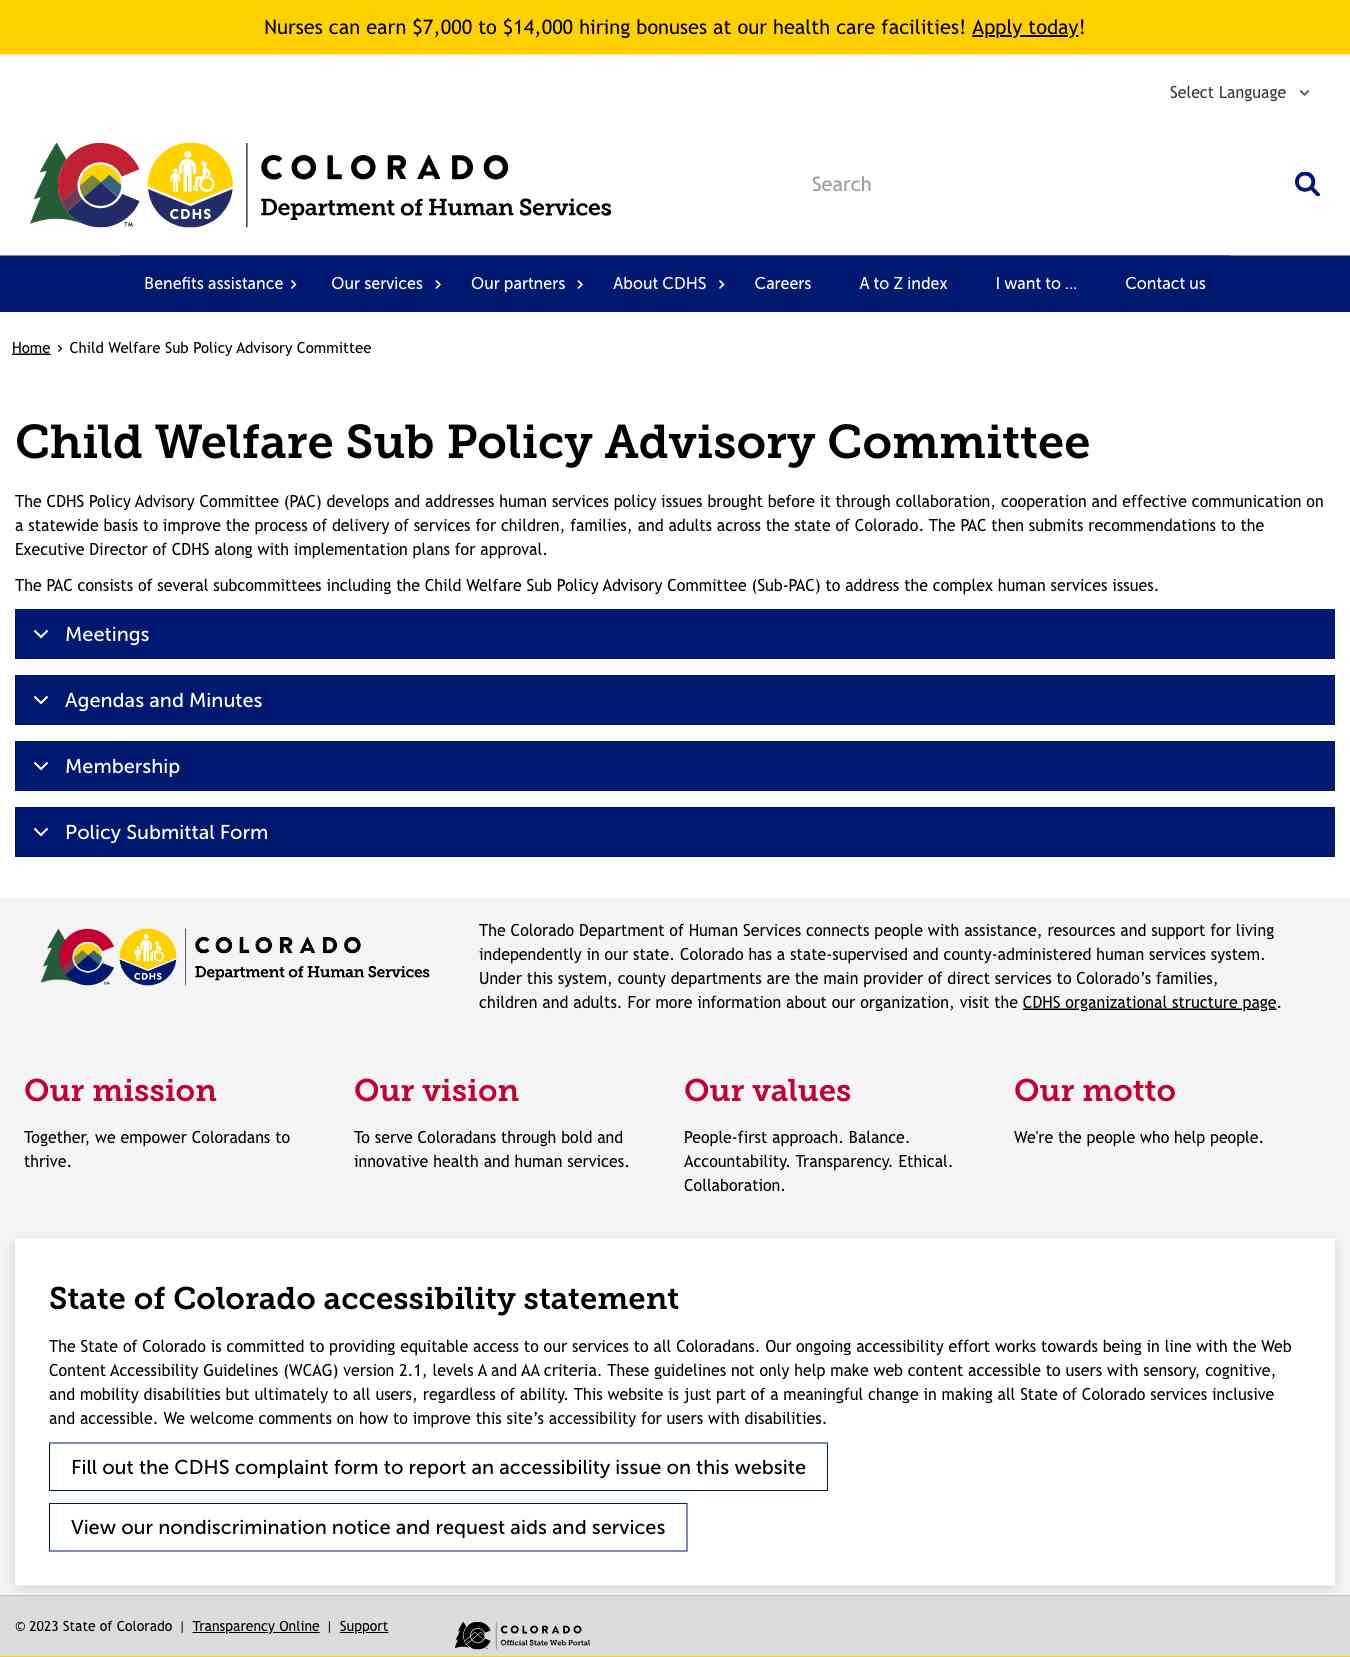 Nurses can earn $7,000 to $14,000 hiring bonuses at our health care facilities! Apply today!
Select Language
CDHS
TM
COLORADO
Department of Human Services
Search
Benefits assistance
Our services
Our partners
About CDHS
Careers
A to Z index
I want to ...
Contact us
Home › Child Welfare Sub Policy Advisory Committee
Child Welfare Sub Policy Advisory Committee
The CDHS Policy Advisory Committee (PAC) develops and addresses human services policy issues brought before it through collaboration, cooperation and effective communication on
a statewide basis to improve the process of delivery of services for children, families, and adults across the state of Colorado. The PAC then submits recommendations to the
Executive Director of CDHS along with implementation plans for approval.
The PAC consists of several subcommittees including the Child Welfare Sub Policy Advisory Committee (Sub-PAC) to address the complex human services issues.
Meetings
Agendas and Minutes
Membership
Policy Submittal Form
CDHS
TM
COLORADO
Department of Human Services
The Colorado Department of Human Services connects people with assistance, resources and support for living
independently in our state. Colorado has a state-supervised and county-administered human services system.
Under this system, county departments are the main provider of direct services to Colorado’s families,
children and adults. For more information about our organization, visit the CDHS organizational structure page.
Our mission
Together, we empower Coloradans to
thrive.
Our vision
To serve Coloradans through bold and
innovative health and human services.
Our values
People-first approach. Balance.
Accountability. Transparency. Ethical.
Collaboration.
Our motto
We're the people who help people.
State of Colorado accessibility statement
The State of Colorado is committed to providing equitable access to our services to all Coloradans. Our ongoing accessibility effort works towards being in line with the Web
Content Accessibility Guidelines (WCAG) version 2.1, levels A and AA criteria. These guidelines not only help make web content accessible to users with sensory, cognitive,
and mobility disabilities but ultimately to all users, regardless of ability. This website is just part of a meaningful change in making all State of Colorado services inclusive
and accessible. We welcome comments on how to improve this site’s accessibility for users with disabilities.
Fill out the CDHS complaint form to report an accessibility issue on this website
View our nondiscrimination notice and request aids and services
© 2023 State of Colorado | Transparency Online | Support
COLORADO
Official State Web Portal